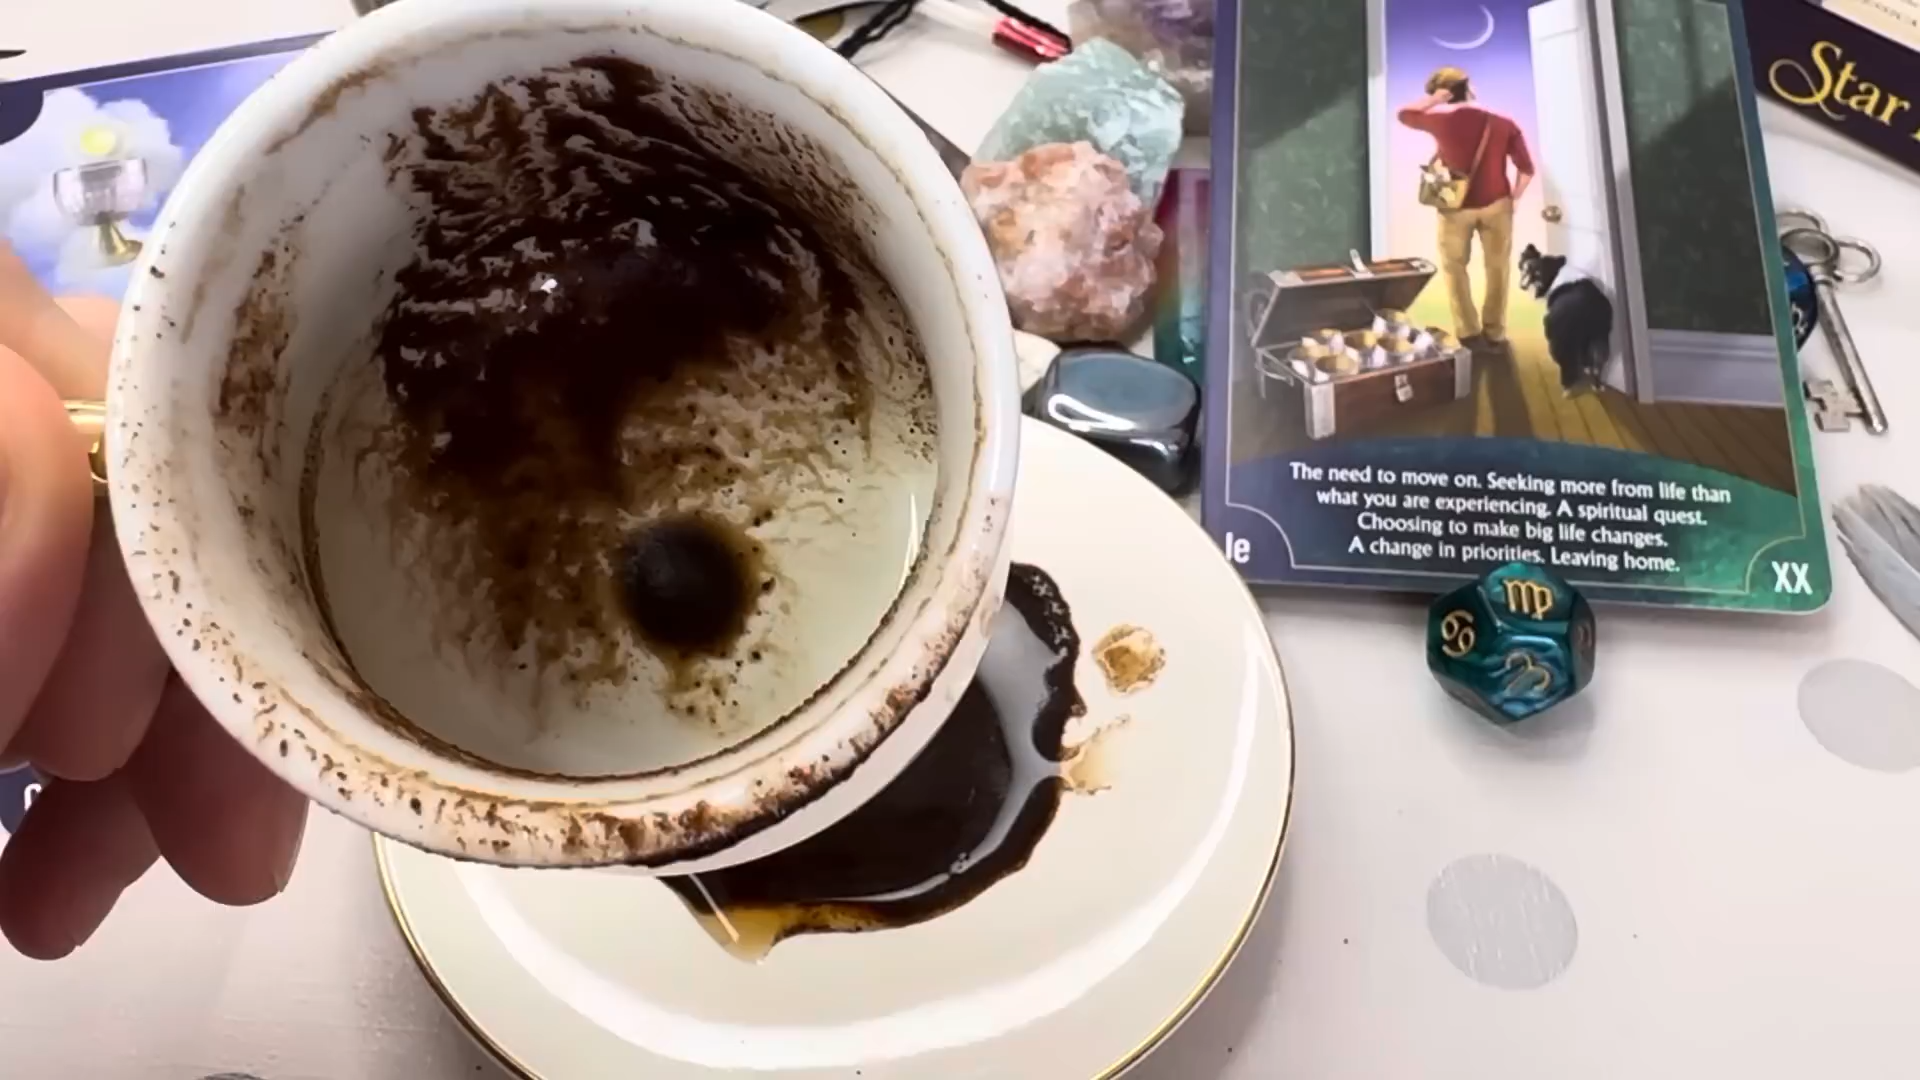 Star
The need to move on. Seeking more from life than
what you are experiencing. A spiritual quest.
Choosing to make big life changes.
A change in priorities. Leaving home.
le
XX